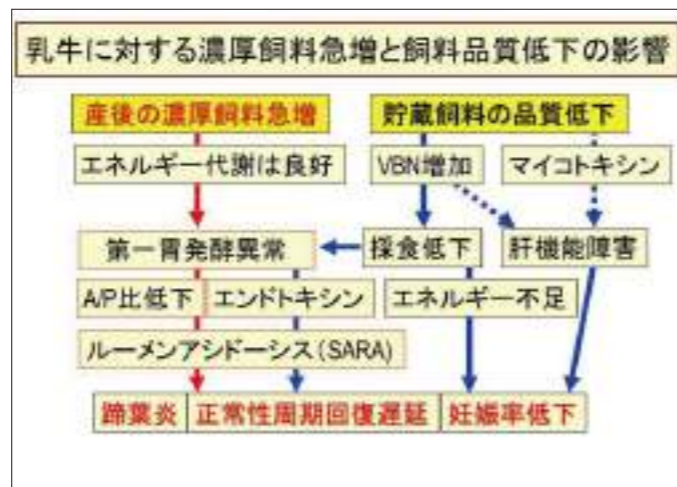 乳牛に対する濃厚飼料急増と飼料品質低下の影響
産後の濃厚飼料急増 貯蔵飼料の品質低下
エネルギー代謝は良好 VBN増加 マイコトキシン
第一胃発酵異常 採食低下 肝機能障害
A/P比低下 エンドトキシン エネルギー不足
ルーメンアシドーシス(SARA)
蹄葉炎 正常性周期回復遅延 妊娠率低下